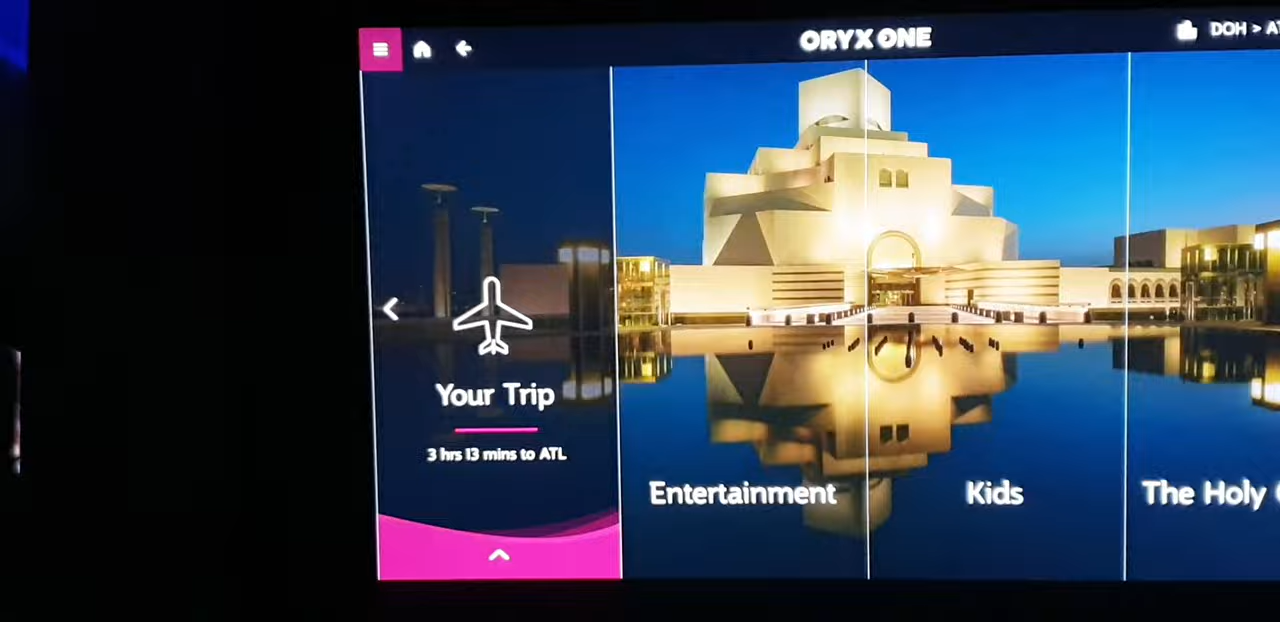 ORYX ONE
DOH > AT
Your Trip
3 hrs 13 mins to ATL
Entertainment
Kids
The Holy